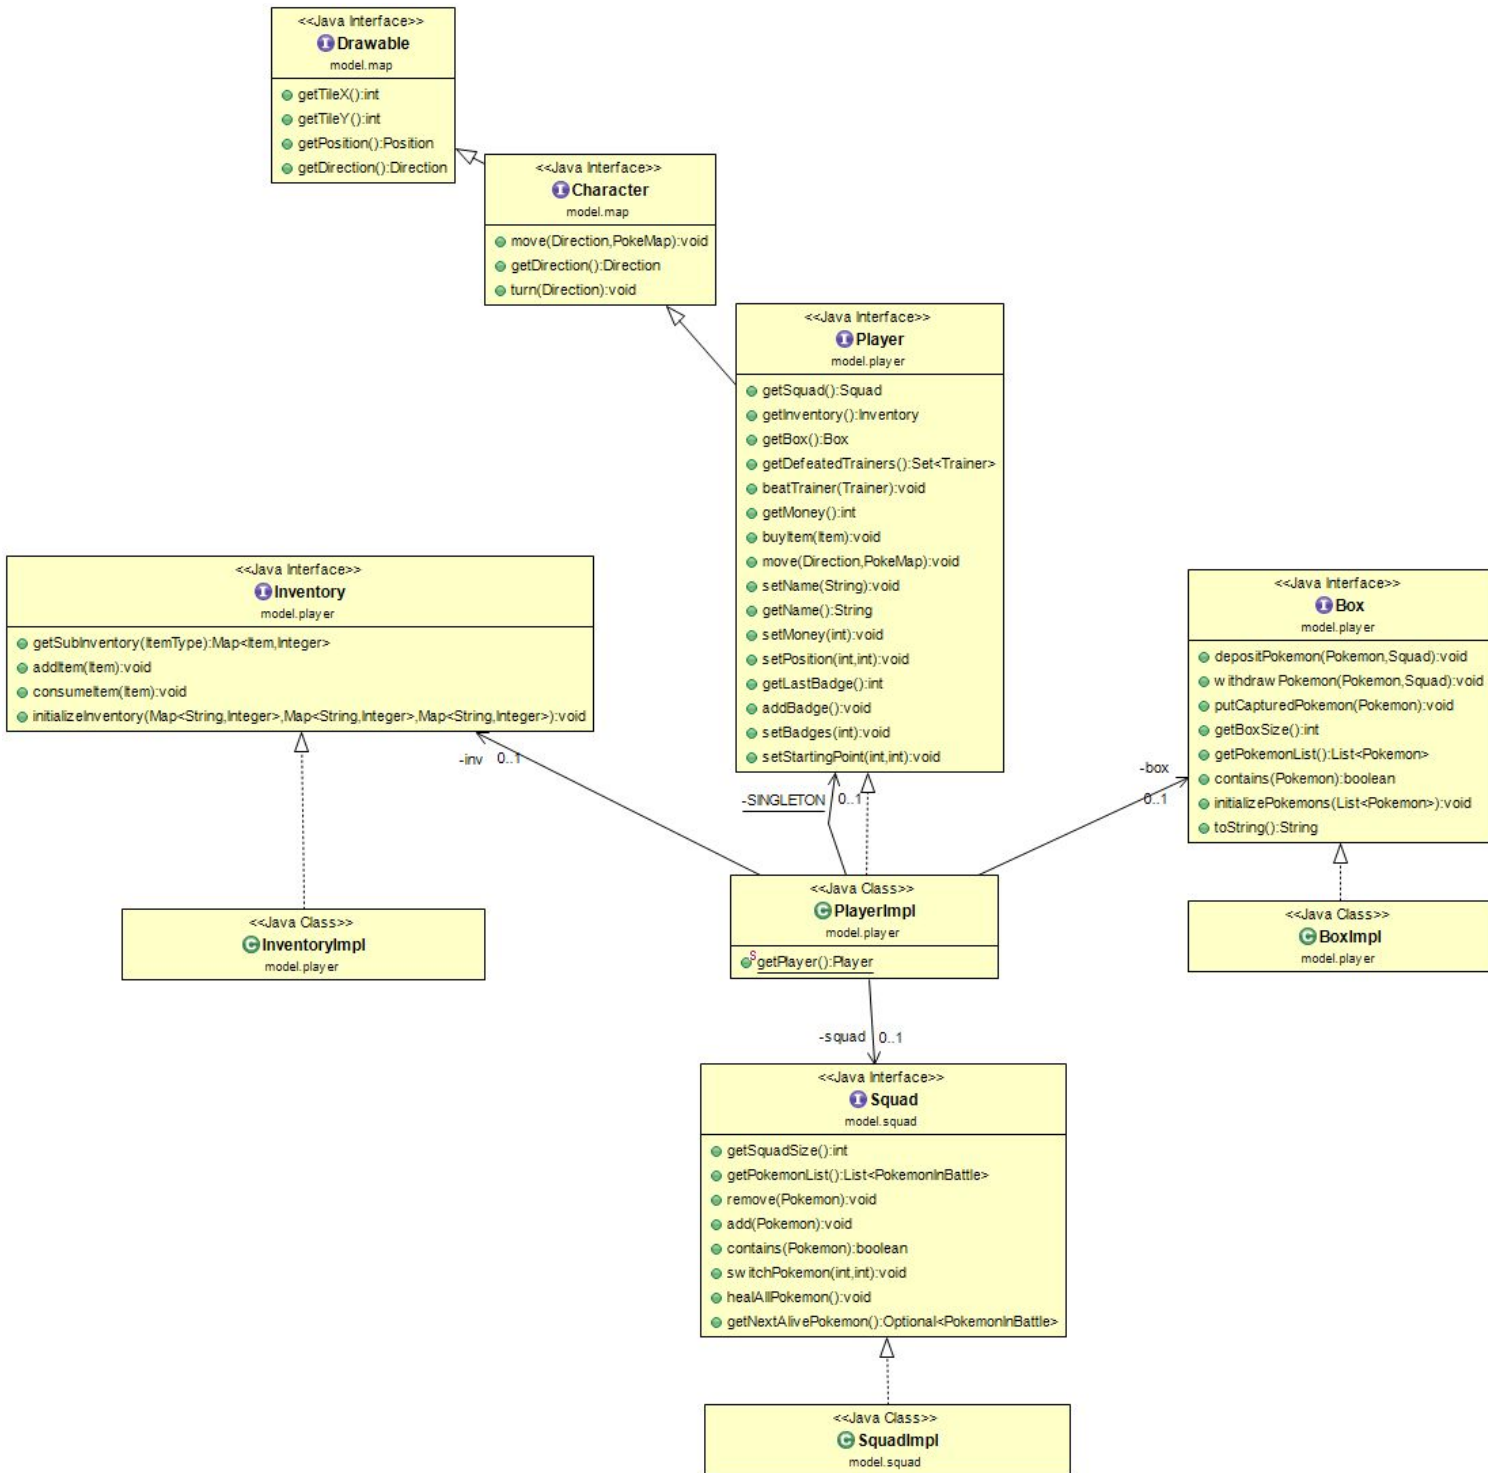 <<Java Interface>>
Drawable
model.map
getTileX():int
getTileY():int
getPosition():Position
getDirection():Direction
<<Java Interface>>
Character
model.map
move(Direction,PokeMap):void
getDirection():Direction
turn(Direction):void
<<Java Interface>>
Player
model.player
getSquad():Squad
getInventory():Inventory
getBox():Box
getDefeatedTrainers():Set<Trainer>
beatTrainer(Trainer):void
getMoney():int
buyItem(Item):void
move(Direction,PokeMap):void
setName(String):void
getName():String
setMoney(int):void
setPosition(int,int):void
getLastBadge():int
addBadge():void
setBadges(int):void
setStartingPoint(int,int):void
<<Java Interface>>
Inventory
model.player
getSubInventory(ItemType):Map<Item,Integer>
addItem(Item):void
consumeItem(Item):void
initializeInventory(Map<String,Integer>,Map<String,Integer>,Map<String,Integer>):void
<<Java Interface>>
Box
model.player
depositPokemon(Pokemon,Squad):void
withdrawPokemon(Pokemon,Squad):void
putCapturedPokemon(Pokemon):void
getBoxSize():int
getPokemonList():List<Pokemon>
contains(Pokemon):boolean
initializePokemons(List<Pokemon>):void
toString():String
-inv 0..1
-SINGLETON 0..1
-box
0..1
<<Java Class>>
InventoryImpl
model.player
<<Java Class>>
PlayerImpl
model.player
S
getPlayer():Player
<<Java Class>>
BoxImpl
model.player
-squad 0..1
<<Java Interface>>
Squad
model.squad
getSquadSize():int
getPokemonList():List<PokemonInBattle>
remove(Pokemon):void
add(Pokemon):void
contains(Pokemon):boolean
switchPokemon(int,int):void
healAllPokemon():void
getNextAlivePokemon():Optional<PokemonInBattle>
<<Java Class>>
SquadImpl
model.squad